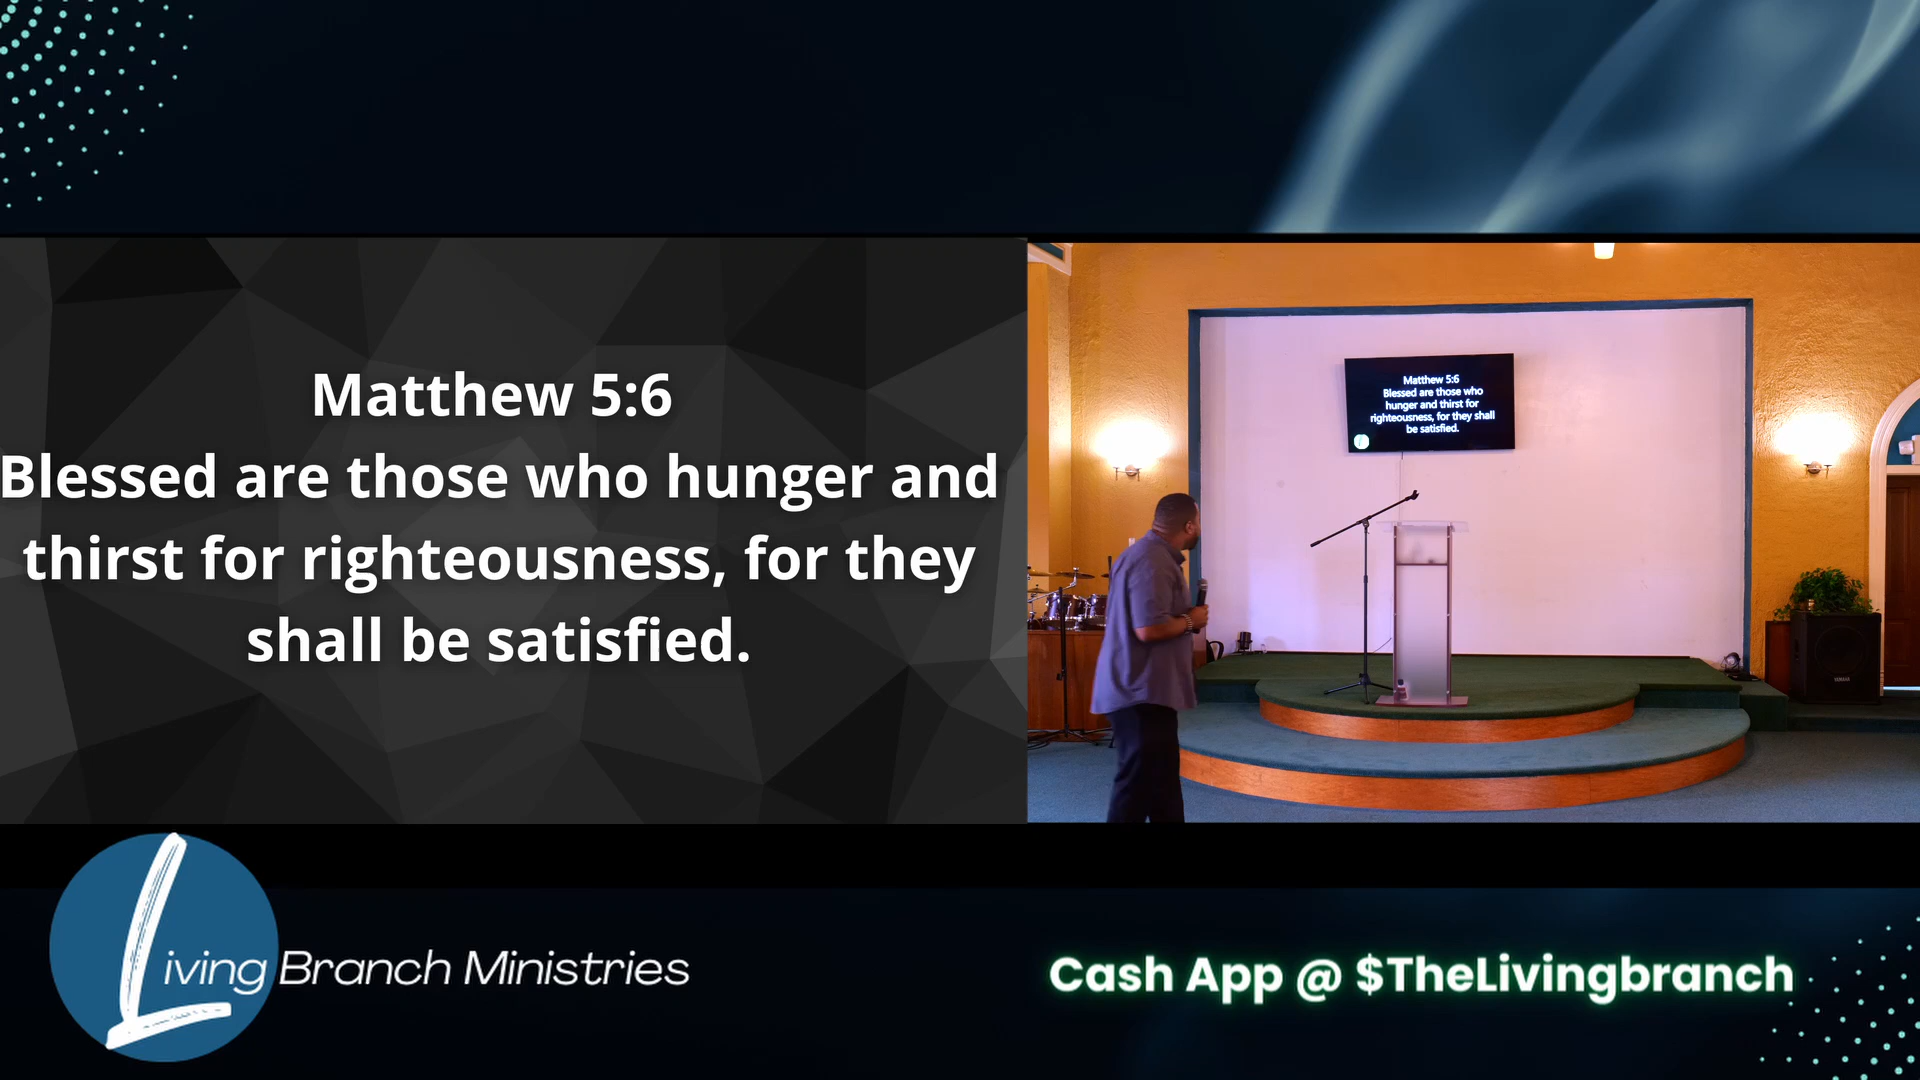 Matthew 5:6
Blessed are those who hunger and
thirst for righteousness, for they
shall be satisfied.
Matthew 5:6
Blessed are those who
hunger and thirst for
righteousness, for they shall
be satisfied.
YAMAHA
Living Branch Ministries
Cash App @ $TheLivingbranch